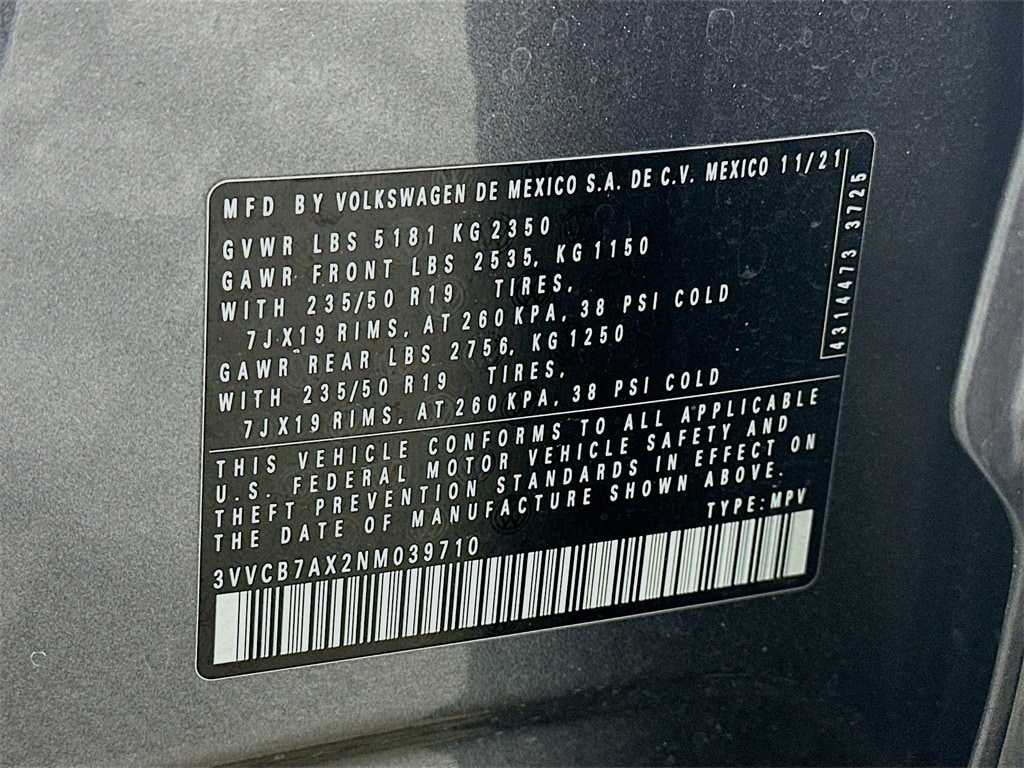 MFD BY VOLKSWAGEN DE MEXICO S.A. DE C.V. MEXICO 11/21
GVWR LBS 5181 KG 2350
GAWR FRONT LBS 2535, KG 1150
WITH 235/50 R19 TIRES,
7JX19 RIMS, AT 260 KPA, 38 PSI COLD
GAWR REAR LBS 2756, KG 1250
WITH 235/50 R19 TIRES,
7JX19 RIMS, AT 260 KPA, 38 PSI COLD
4314473 3725
THIS VEHICLE CONFORMS TO ALL APPLICABLE
U.S. FEDERAL MOTOR VEHICLE SAFETY AND
THEFT PREVENTION STANDARDS IN EFFECT ON
THE DATE OF MANUFACTURE SHOWN ABOVE.
TYPE: MPV
3VVCB7AX2NM039710